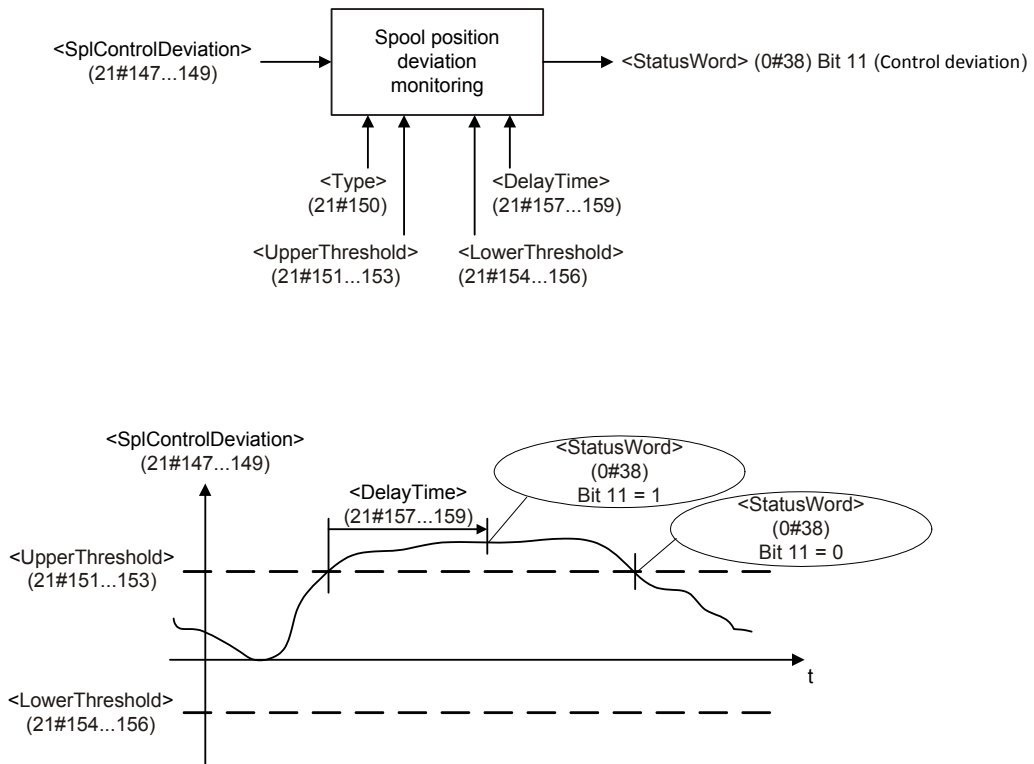 <SplControlDeviation>
(21#147...149)
Spool position
deviation
monitoring
<StatusWord> (0#38) Bit 11 (Control deviation)
<Type>
(21#150)
<DelayTime>
(21#157...159)
<UpperThreshold>
(21#151...153)
<LowerThreshold>
(21#154...156)
<SplControlDeviation>
(21#147...149)
<StatusWord>
(0#38)
Bit 11 = 1
<DelayTime>
(21#157...159)
<StatusWord>
(0#38)
Bit 11 = 0
<UpperThreshold>
(21#151...153)
t
<LowerThreshold>
(21#154...156)